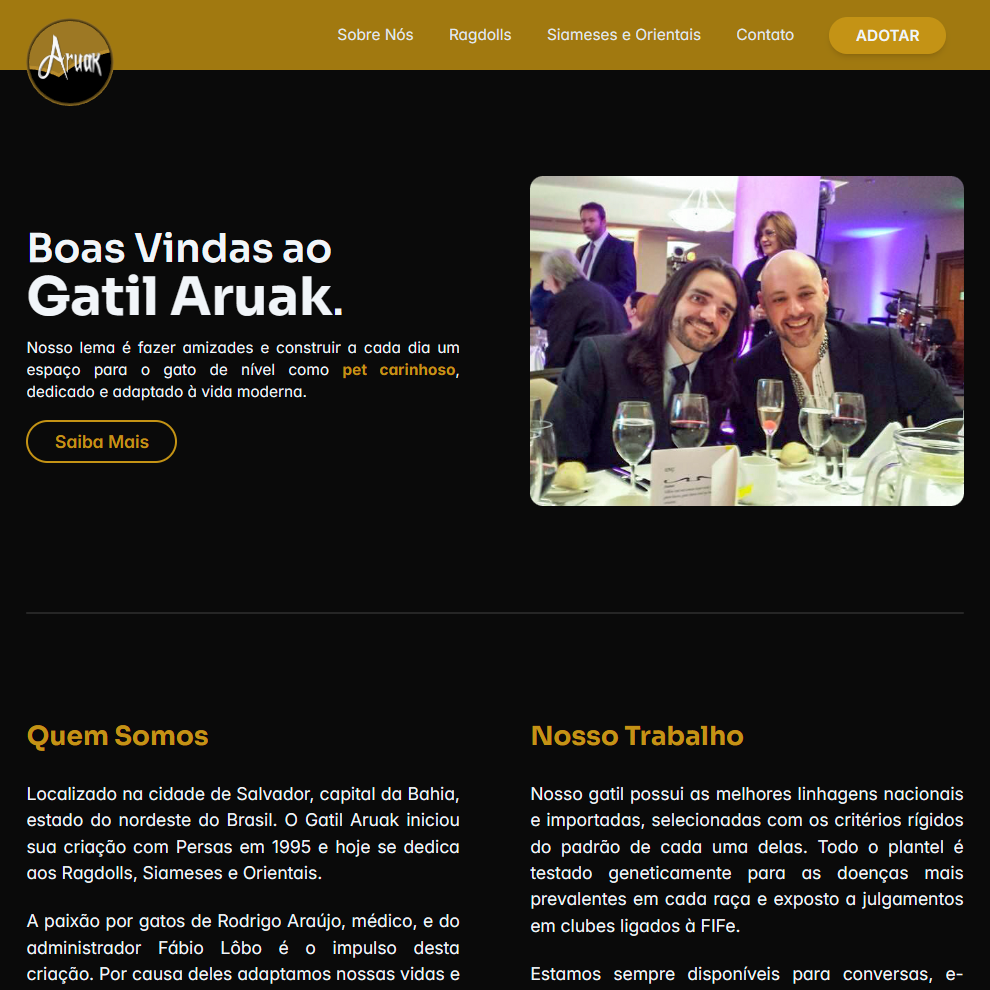 Aruak
Sobre Nós
Ragdolls
Siameses e Orientais
Contato
ADOTAR
Boas Vindas ao
Gatil Aruak.
Nosso lema é fazer amizades e construir a cada dia um
espaço para o gato de nível como pet carinhoso,
dedicado e adaptado à vida moderna.
Saiba Mais
Quem Somos
Localizado na cidade de Salvador, capital da Bahia,
estado do nordeste do Brasil. O Gatil Aruak iniciou
sua criação com Persas em 1995 e hoje se dedica
aos Ragdolls, Siameses e Orientais.
A paixão por gatos de Rodrigo Araújo, médico, e do
administrador Fábio Lôbo é o impulso desta
criação. Por causa deles adaptamos nossas vidas e
Nosso Trabalho
Nosso gatil possui as melhores linhagens nacionais
e importadas, selecionadas com os critérios rígidos
do padrão de cada uma delas. Todo o plantel é
testado geneticamente para as doenças mais
prevalentes em cada raça e exposto a julgamentos
em clubes ligados à FIFe.
Estamos sempre disponíveis para conversas, e-